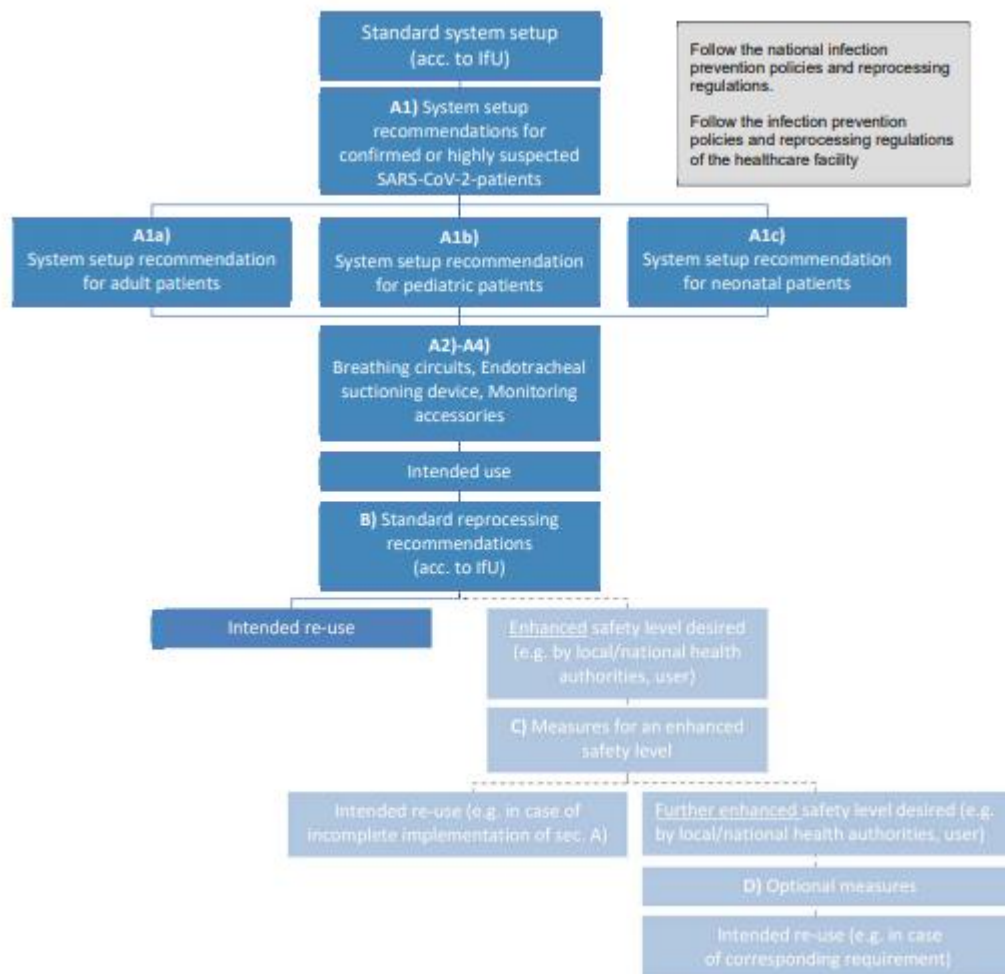 Standard system setup
(acc. to IfU)
Follow the national infection
prevention policies and reprocessing
regulations.
Follow the infection prevention
policies and reprocessing regulations
of the healthcare facility
A1) System setup
recommendations for
confirmed or highly suspected
SARS-CoV-2-patients
A1a)
System setup recommendation
for adult patients
A1b)
System setup recommendation
for pediatric patients
A1c)
System setup recommendation
for neonatal patients
A2)-A4)
Breathing circuits, Endotracheal
suctioning device, Monitoring
accessories
Intended use
B) Standard reprocessing
recommendations
(acc. to IfU)
Intended re-use
Enhanced safety level desired
(e.g. by local/national health
authorities, user)
C) Measures for an enhanced
safety level
Intended re-use (e.g. in case of
incomplete implementation of sec. A)
Further enhanced safety level desired (e.g.
by local/national health authorities, user)
D) Optional measures
Intended re-use (e.g. in case
of corresponding requirement)